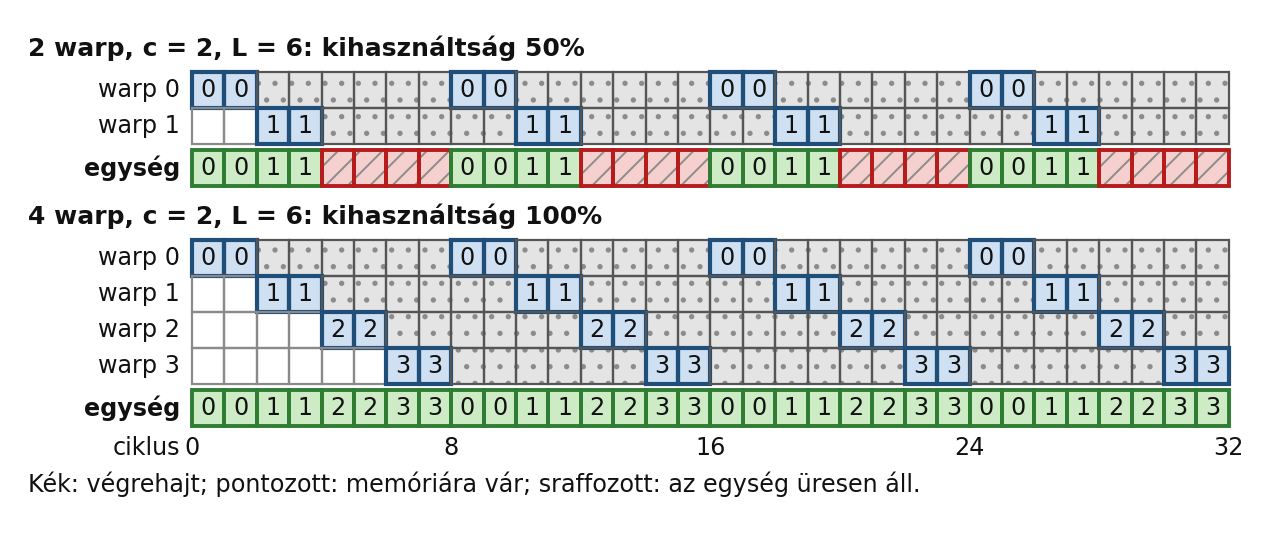 2 warp, c = 2, L = 6: kihasználtság 50%
warp 0 0 0 0 0 0 0 0 0
warp 1 1 1 1 1 1 1 1 1
egység 0 0 1 1 0 0 1 1 0 0 1 1 0 0 1 1
4 warp, c = 2, L = 6: kihasználtság 100%
warp 0 0 0 0 0 0 0 0 0
warp 1 1 1 1 1 1 1 1 1
warp 2 2 2 2 2 2 2 2 2
warp 3 3 3 3 3 3 3 3 3
egység 0 0 1 1 2 2 3 3 0 0 1 1 2 2 3 3 0 0 1 1 2 2 3 3 0 0 1 1 2 2 3 3
ciklus 0 8 16 24 32
Kék: végrehajt; pontozott: memóriára vár; sraffozott: az egység üresen áll.